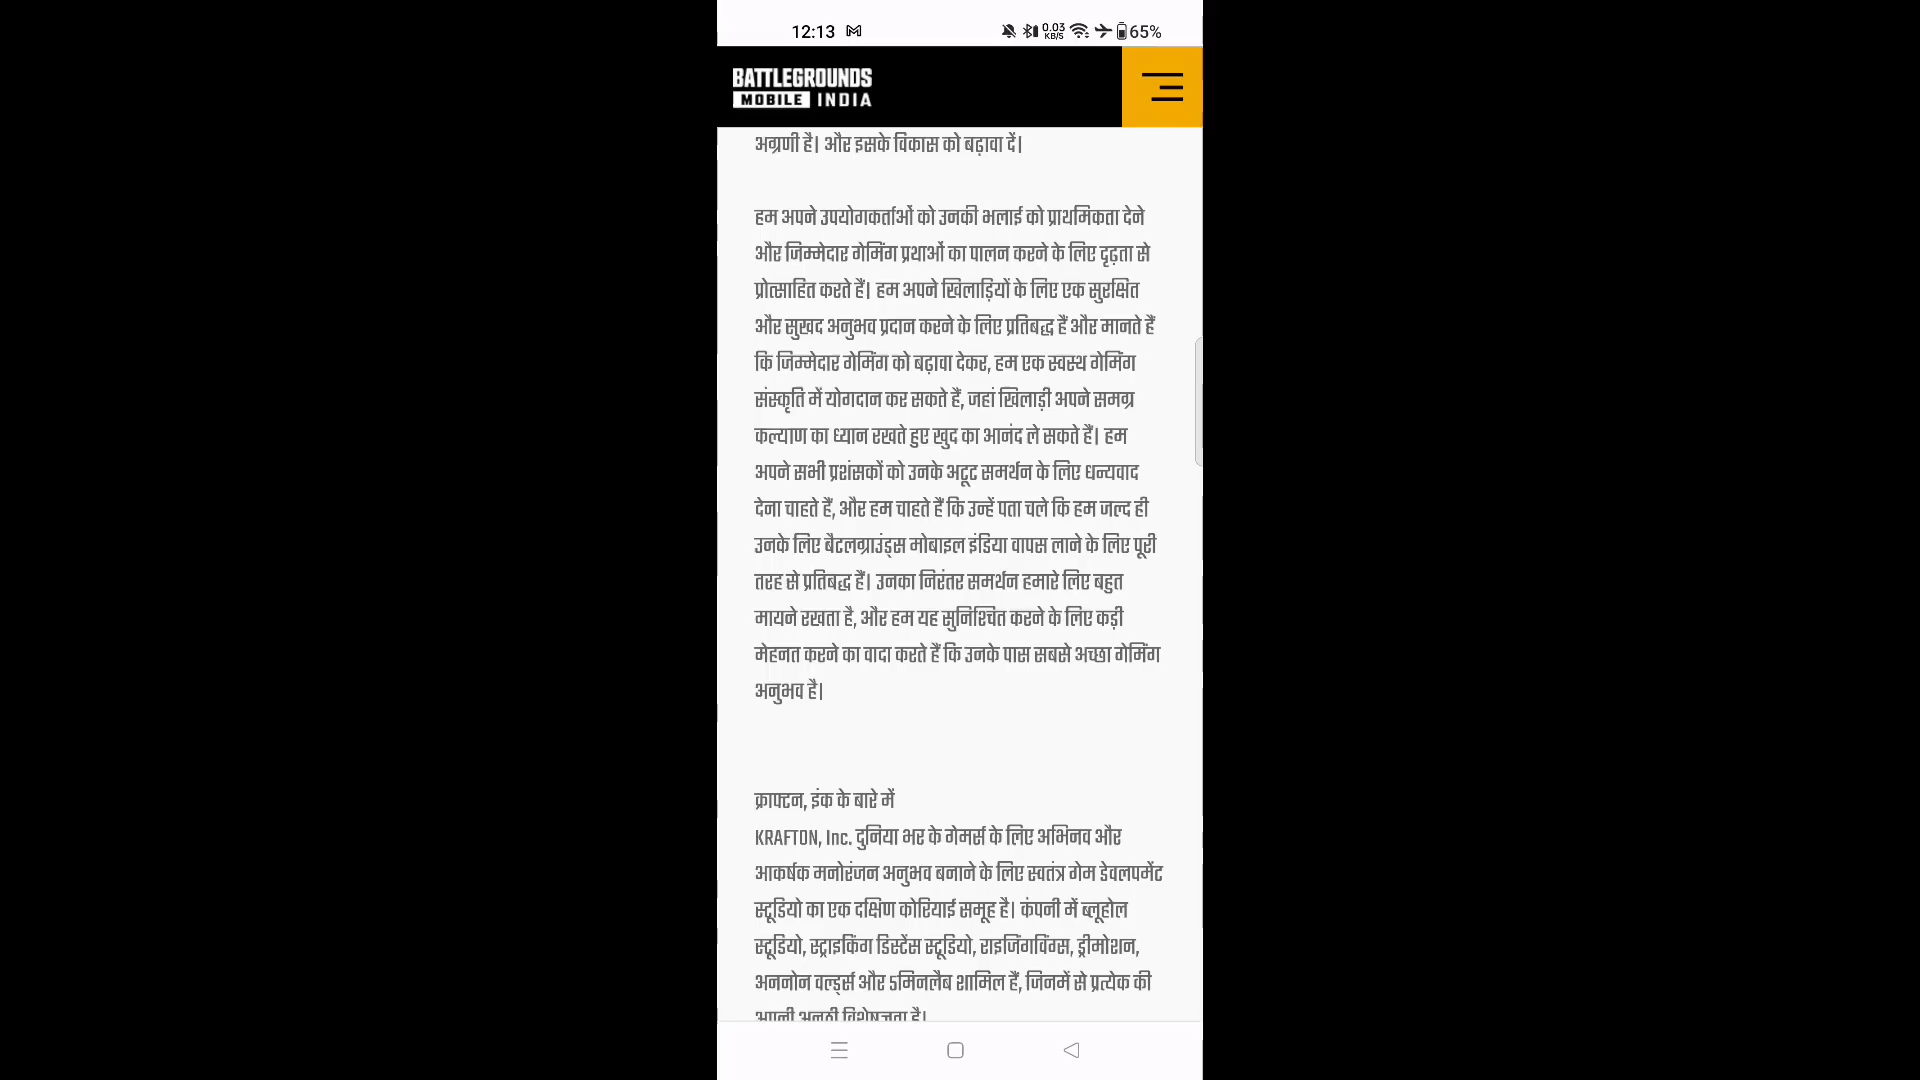 12:13
0.03
KB/S
65%
BATTLEGROUNDS
MOBILE INDIA
अग्रणी है। और इसके विकास को बढ़ावा दें।
हम अपने उपयोगकर्ताओं को उनकी भलाई को प्राथमिकता देने
और जिम्मेदार गेमिंग प्रथाओं का पालन करने के लिए दृढ़ता से
प्रोत्साहित करते हैं। हम अपने खिलाड़ियों के लिए एक सुरक्षित
और सुखद अनुभव प्रदान करने के लिए प्रतिबद्ध हैं और मानते हैं
कि जिम्मेदार गेमिंग को बढ़ावा देकर, हम एक स्वस्थ गेमिंग
संस्कृति में योगदान कर सकते हैं, जहां खिलाड़ी अपने समग्र
कल्याण का ध्यान रखते हुए खुद का आनंद ले सकते हैं। हम
अपने सभी प्रशंसकों को उनके अटूट समर्थन के लिए धन्यवाद
देना चाहते हैं, और हम चाहते हैं कि उन्हें पता चले कि हम जल्द ही
उनके लिए बैटलग्राउंड्स मोबाइल इंडिया वापस लाने के लिए पूरी
तरह से प्रतिबद्ध हैं। उनका निरंतर समर्थन हमारे लिए बहुत
मायने रखता है, और हम यह सुनिश्चित करने के लिए कड़ी
मेहनत करने का वादा करते हैं कि उनके पास सबसे अच्छा गेमिंग
अनुभव है।
क्राफ्टन, इंक के बारे में
KRAFTON, Inc. दुनिया भर के गेमर्स के लिए अभिनव और
आकर्षक मनोरंजन अनुभव बनाने के लिए स्वतंत्र गेम डेवलपमेंट
स्टूडियो का एक दक्षिण कोरियाई समूह है। कंपनी में ब्लूहोल
स्टूडियो, स्ट्राइकिंग डिस्टेंस स्टूडियो, राइजिंगविंग्स, ड्रीमोशन,
अननोन वर्ल्ड्स और 5मिनलैब शामिल हैं, जिनमें से प्रत्येक की
अपनी अनूठी विशेषज्ञता है।